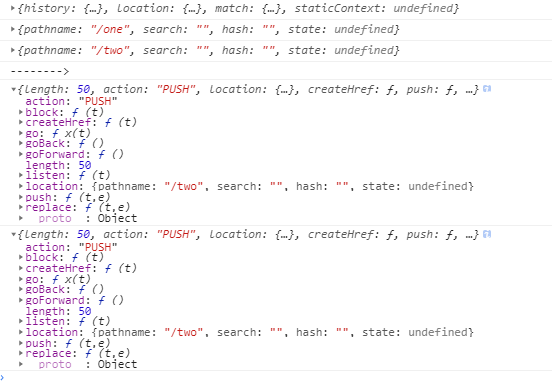 ▸{history: {…}, location: {…}, match: {…}, staticContext: undefined}
▸{pathname: "/one", search: "", hash: "", state: undefined}
▸{pathname: "/two", search: "", hash: "", state: undefined}
-------->
▾{length: 50, action: "PUSH", location: {…}, createHref: ƒ, push: ƒ, …} i
action: "PUSH"
▸block: ƒ (t)
▸createHref: ƒ (t)
▸go: ƒ x(t)
▸goBack: ƒ ()
▸goForward: ƒ ()
length: 50
▸listen: ƒ (t)
▸location: {pathname: "/two", search: "", hash: "", state: undefined}
▸push: ƒ (t,e)
▸replace: ƒ (t,e)
▸__proto__: Object
▾{length: 50, action: "PUSH", location: {…}, createHref: ƒ, push: ƒ, …} i
action: "PUSH"
▸block: ƒ (t)
▸createHref: ƒ (t)
▸go: ƒ x(t)
▸goBack: ƒ ()
▸goForward: ƒ ()
length: 50
▸listen: ƒ (t)
▸location: {pathname: "/two", search: "", hash: "", state: undefined}
▸push: ƒ (t,e)
▸replace: ƒ (t,e)
▸__proto__: Object
›